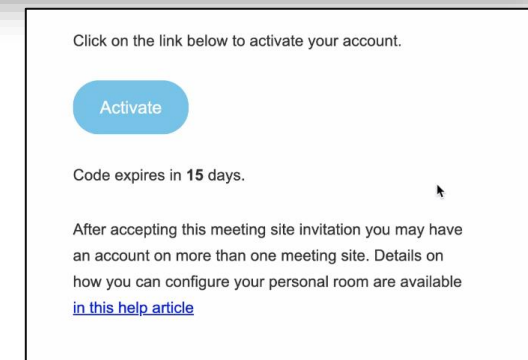 Click on the link below to activate your account.
Activate
Code expires in 15 days.
After accepting this meeting site invitation you may have
an account on more than one meeting site. Details on
how you can configure your personal room are available
in this help article